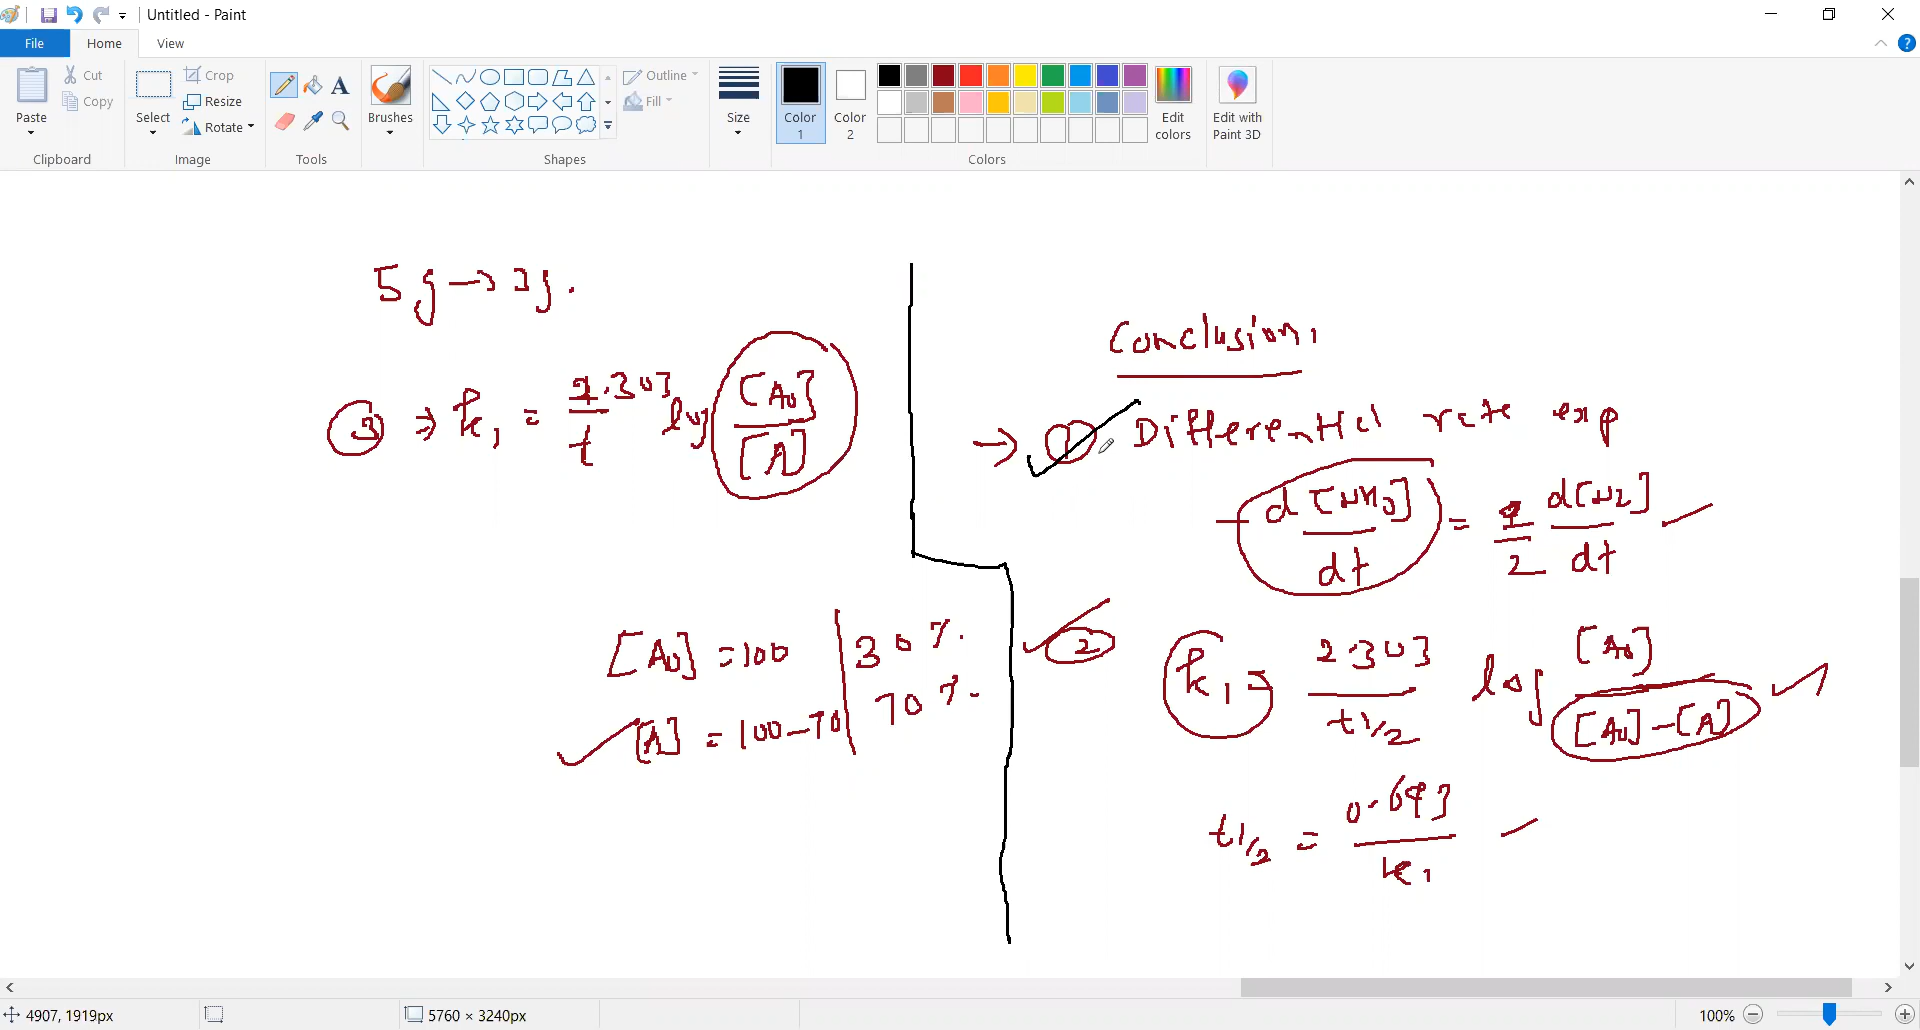 Untitled - Paint
File Home View
Paste
Cut
Copy
Clipboard
Select
Crop
Resize
Rotate
Image
Tools
Brushes
Shapes
Outline
Fill
Size
Color 1
Color 2
Edit colors
Colors
Edit with Paint 3D
5g → 3g.
③ ⇒ k₁ = 2.303/t log [A₀]/[A]
[A₀] = 100 | 30%.
[A] = 100-70 | 70%.
Conclusion,
→ ① Differential rate exp
-d[NH₃]/dt = 1/2 d[N₂]/dt
② k₁ = 2.303/t1/2 log [A₀]/[A₀]-[A]
t1/2 = 0.693/k₁
4907, 1919px
5760 × 3240px
100%